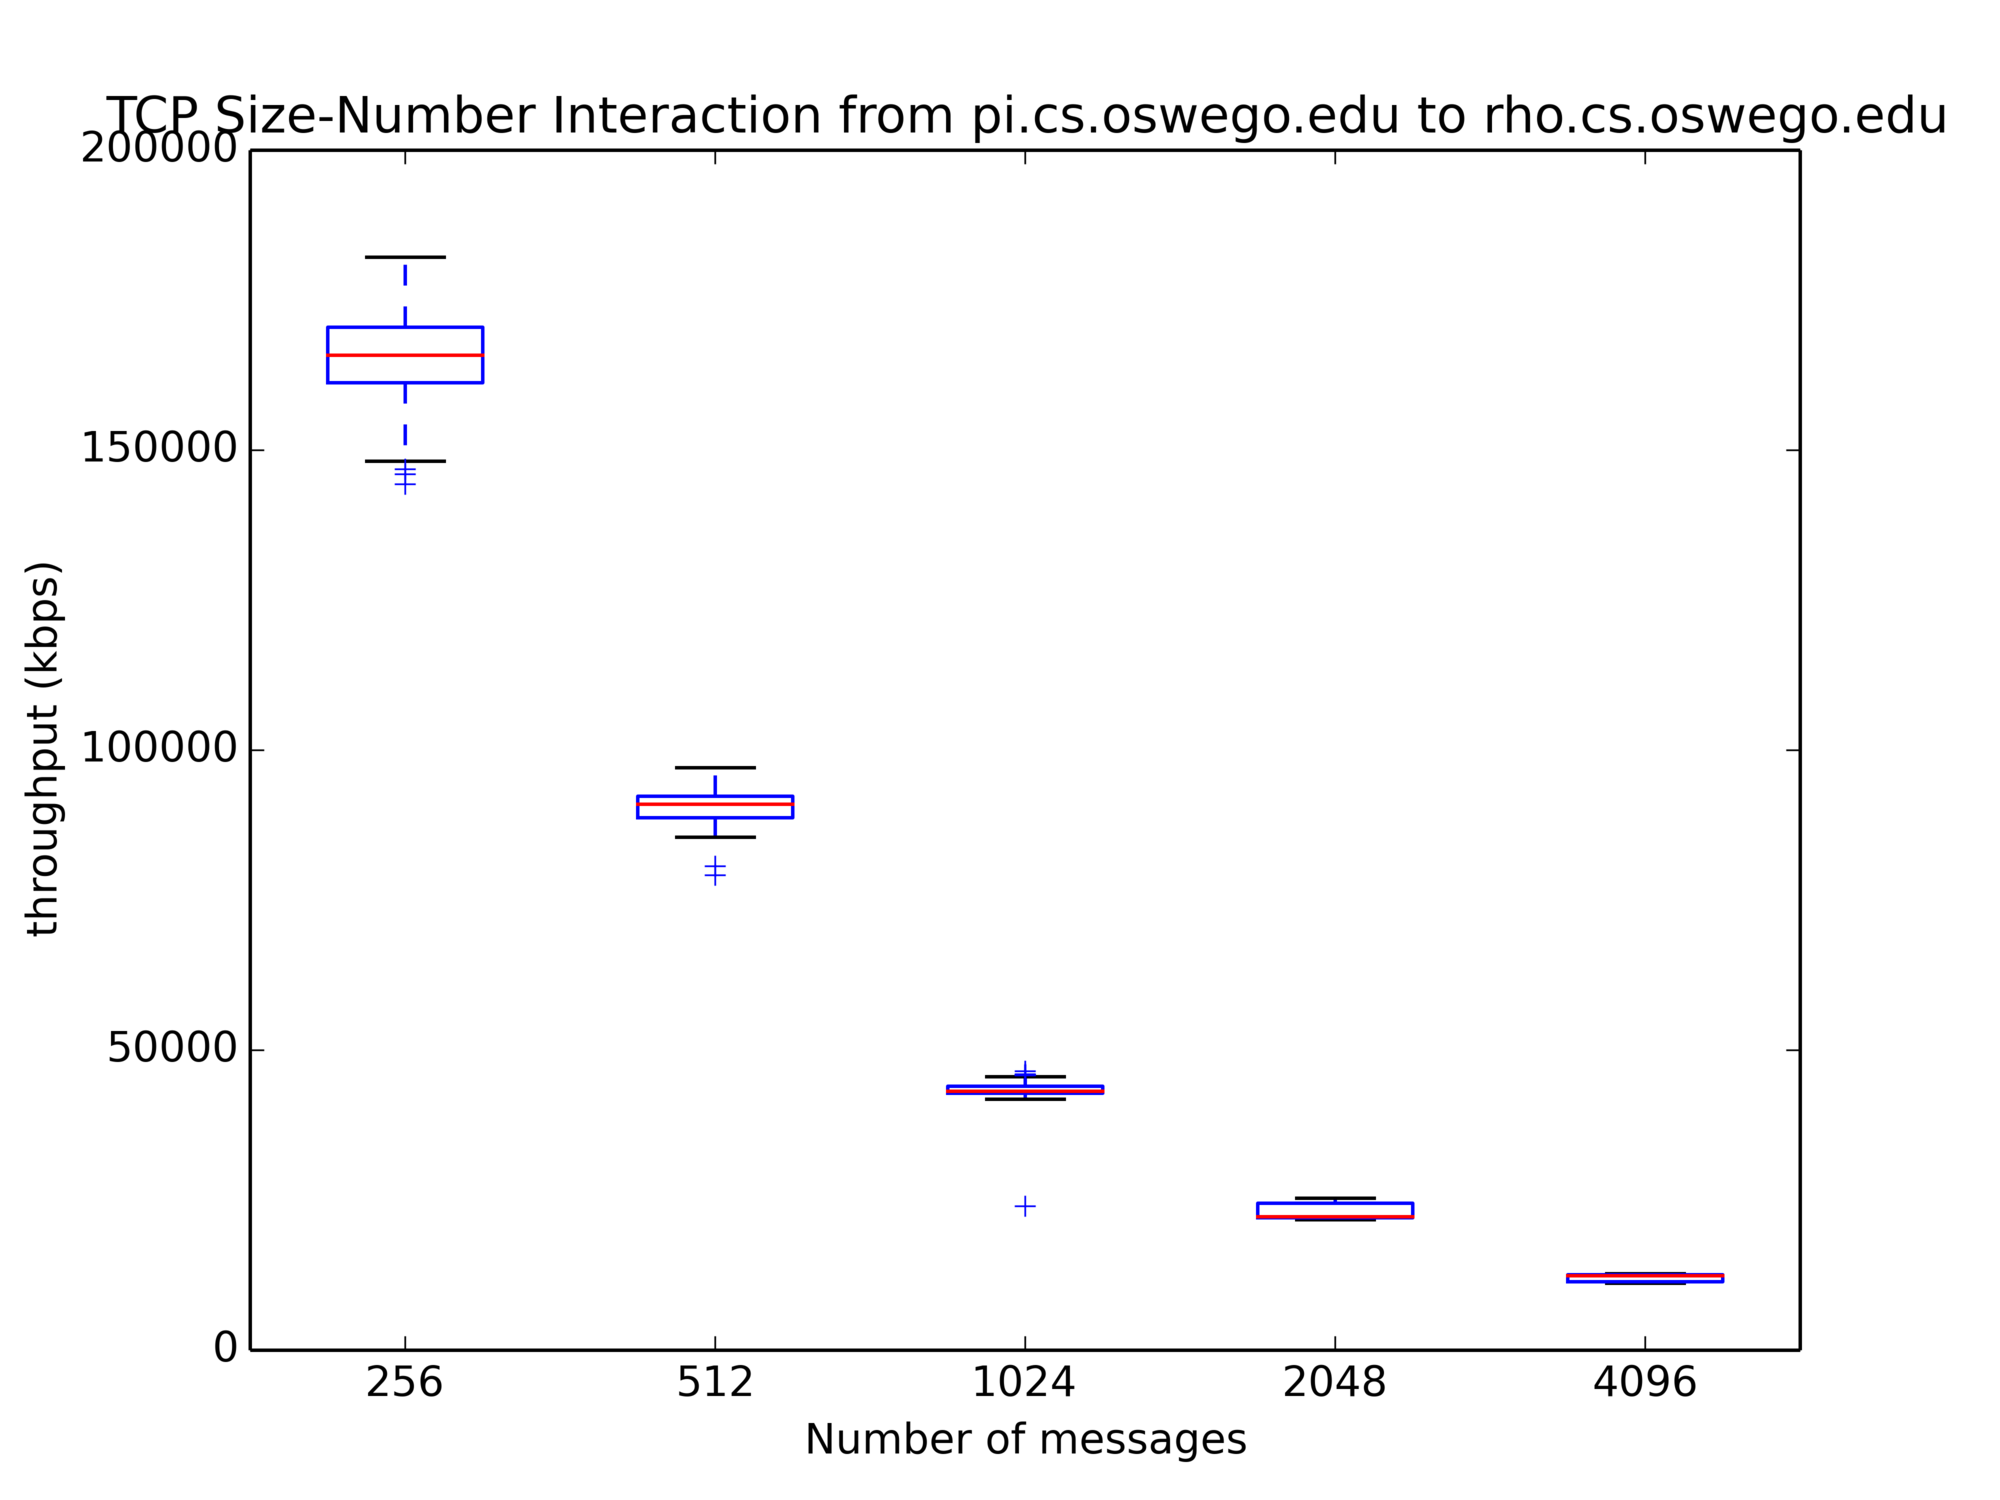 TCP Size-Number Interaction from pi.cs.oswego.edu to rho.cs.oswego.edu
200000
150000
100000
50000
0
throughput (kbps)
256 512 1024 2048 4096
Number of messages